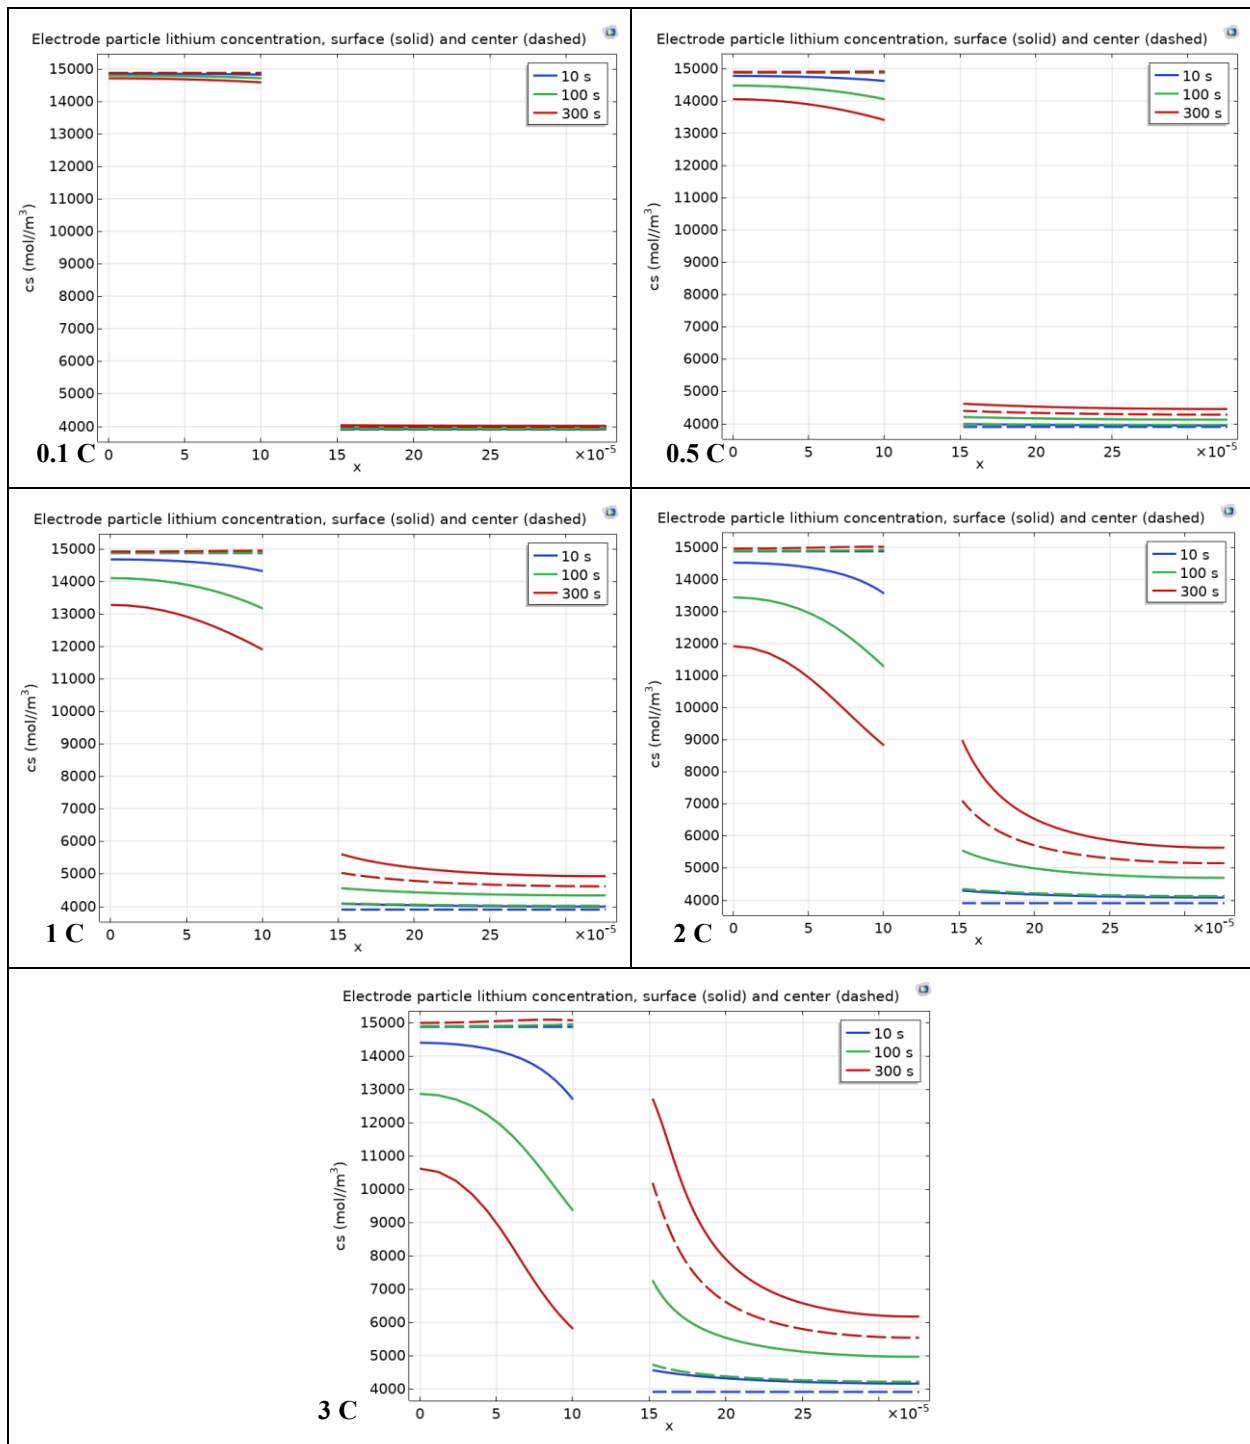 Electrode particle lithium concentration, surface (solid) and center (dashed)
15000
14000
13000
12000
11000
10000
9000
8000
7000
6000
5000
4000
cs (mol//m³)
10 s
100 s
300 s
0 5 10 15 20 25 ×10⁻⁵
x
0.1 C
Electrode particle lithium concentration, surface (solid) and center (dashed)
15000
14000
13000
12000
11000
10000
9000
8000
7000
6000
5000
4000
cs (mol//m³)
10 s
100 s
300 s
0 5 10 15 20 25 ×10⁻⁵
x
0.5 C
Electrode particle lithium concentration, surface (solid) and center (dashed)
15000
14000
13000
12000
11000
10000
9000
8000
7000
6000
5000
4000
cs (mol//m³)
10 s
100 s
300 s
0 5 10 15 20 25 ×10⁻⁵
x
1 C
Electrode particle lithium concentration, surface (solid) and center (dashed)
15000
14000
13000
12000
11000
10000
9000
8000
7000
6000
5000
4000
cs (mol//m³)
10 s
100 s
300 s
0 5 10 15 20 25 ×10⁻⁵
x
2 C
Electrode particle lithium concentration, surface (solid) and center (dashed)
15000
14000
13000
12000
11000
10000
9000
8000
7000
6000
5000
4000
cs (mol//m³)
10 s
100 s
300 s
0 5 10 15 20 25 ×10⁻⁵
x
3 C